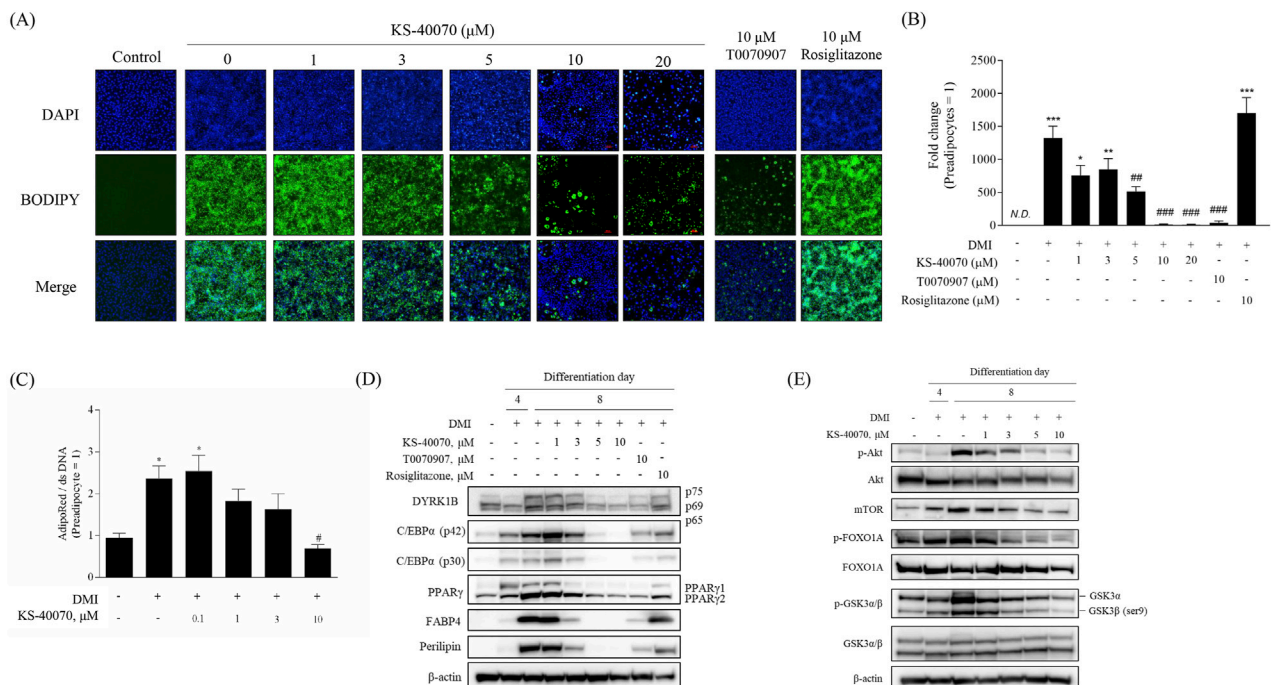 (A)
KS-40070 (μM)
10 μM
T0070907
10 μM
Rosiglitazone
Control
0 1 3 5 10 20
DAPI
BODIPY
Merge
(B)
Fold change
(Preadipocytes = 1)
2500
2000
1500
1000
500
0
N.D. *** * ** ## ### ### ### ***
DMI - + + + + + + + +
KS-40070 (μM) - - 1 3 5 10 20 - -
T0070907 (μM) - - - - - - - 10 -
Rosiglitazone (μM) - - - - - - - - 10
(C)
AdipoRed / ds DNA
(Preadipocyte = 1)
4
3
2
1
0
* * #
DMI - + + + + +
KS-40070, μM - - 0.1 1 3 10
(D)
Differentiation day
4 8
DMI - + + + + + + + +
KS-40070, μM - - - 1 3 5 10 - -
T0070907, μM - - - - - - - 10 -
Rosiglitazone, μM - - - - - - - - 10
DYRK1B
p75
p69
p65
C/EBPα (p42)
C/EBPα (p30)
PPARγ
PPARγ1
PPARγ2
FABP4
Perilipin
β-actin
(E)
Differentiation day
4 8
DMI - + + + + + +
KS-40070, μM - - - 1 3 5 10
p-Akt
Akt
mTOR
p-FOXO1A
FOXO1A
p-GSK3α/β
GSK3α
GSK3β (ser9)
GSK3α/β
β-actin